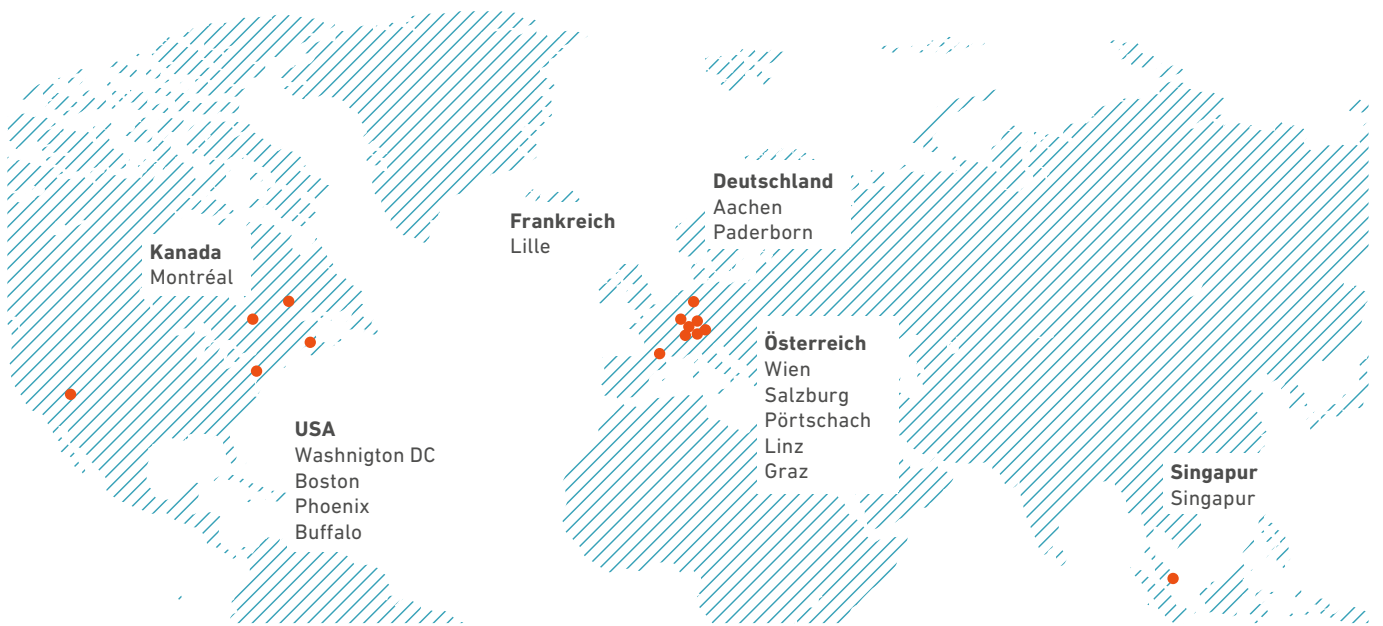 Kanada
Montréal
USA
Washnigton DC
Boston
Phoenix
Buffalo
Frankreich
Lille
Deutschland
Aachen
Paderborn
Österreich
Wien
Salzburg
Pörtschach
Linz
Graz
Singapur
Singapur